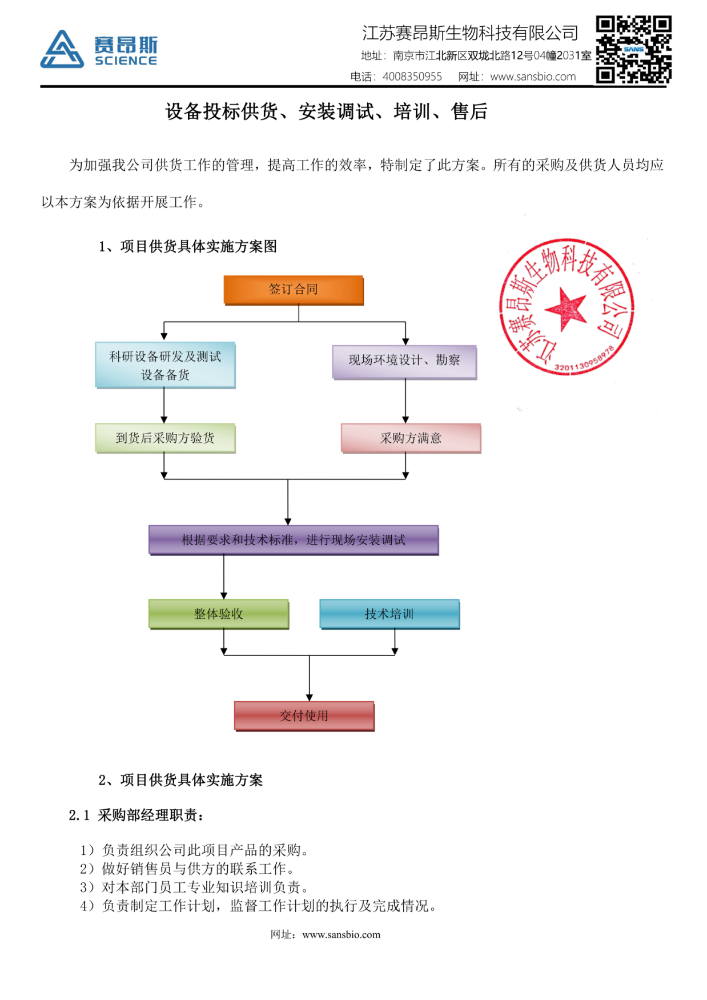 赛昂斯
SCIENCE
江苏赛昂斯生物科技有限公司
地址：南京市江北新区双垅北路12号04幢2031室
电话：4008350955 网址：www.sansbio.com
SANS
设备投标供货、安装调试、培训、售后
为加强我公司供货工作的管理，提高工作的效率，特制定了此方案。所有的采购及供货人员均应
以本方案为依据开展工作。
1、项目供货具体实施方案图
江苏赛昂斯生物科技有限公司
3201130958978
签订合同
科研设备研发及测试
设备备货
现场环境设计、勘察
到货后采购方验货
采购方满意
根据要求和技术标准，进行现场安装调试
整体验收
技术培训
交付使用
2、项目供货具体实施方案
2.1 采购部经理职责：
1）负责组织公司此项目产品的采购。
2）做好销售员与供方的联系工作。
3）对本部门员工专业知识培训负责。
4）负责制定工作计划，监督工作计划的执行及完成情况。
网址：www.sansbio.com